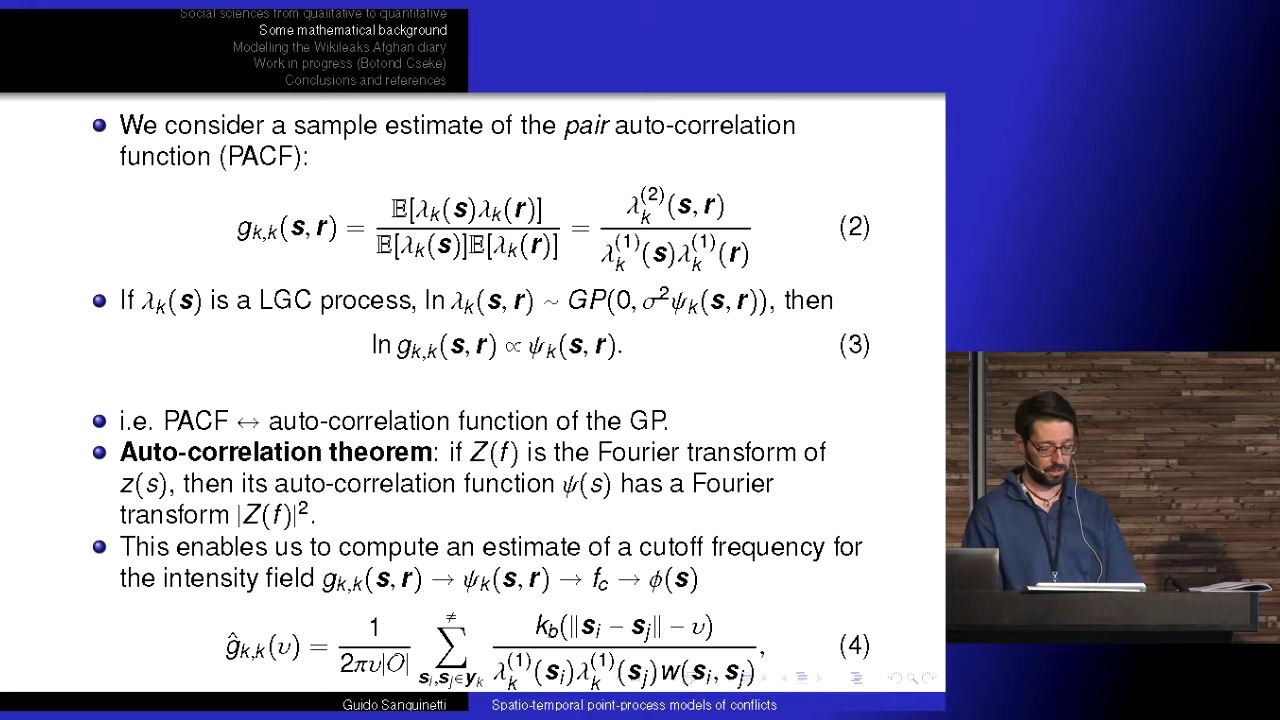 Social sciences from qualitative to quantitative
Some mathematical background
Modelling the Wikileaks Afghan diary
Work in progress (Botond Cseke)
Conclusions and references
We consider a sample estimate of the pair auto-correlation
function (PACF):
g_{k,k}(s, r) = 𝔼[λ_k(s)λ_k(r)] / 𝔼[λ_k(s)]𝔼[λ_k(r)] = λ_k^{(2)}(s, r) / λ_k^{(1)}(s)λ_k^{(1)}(r) (2)
If λ_k(s) is a LGC process, ln λ_k(s, r) ∼ GP(0, σ²ψ_k(s, r)), then
ln g_{k,k}(s, r) ∝ ψ_k(s, r). (3)
i.e. PACF ↔ auto-correlation function of the GP.
Auto-correlation theorem: if Z(f) is the Fourier transform of
z(s), then its auto-correlation function ψ(s) has a Fourier
transform |Z(f)|².
This enables us to compute an estimate of a cutoff frequency for
the intensity field g_{k,k}(s, r) → ψ_k(s, r) → f_c → ϕ(s)
ĝ_{k,k}(υ) = 1 / 2πυ|O| ∑^{≠}_{s_i,s_j∈y_k} k_b(‖s_i − s_j‖ − υ) / λ_k^{(1)}(s_i)λ_k^{(1)}(s_j)w(s_i, s_j), (4)
Guido Sanguinetti Spatio-temporal point-process models of conflicts